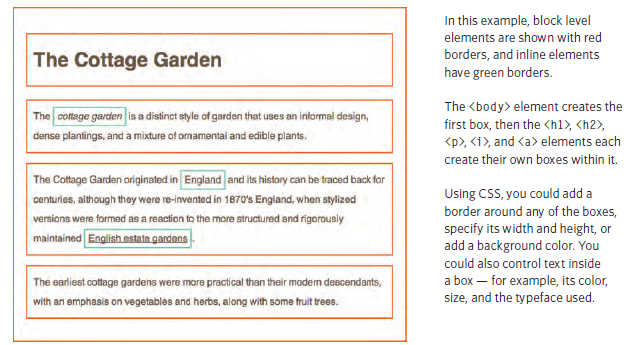 The Cottage Garden
The cottage garden is a distinct style of garden that uses an informal design,
dense plantings, and a mixture of ornamental and edible plants.
The Cottage Garden originated in England and its history can be traced back for
centuries, although they were re-invented in 1870's England, when stylized
versions were formed as a reaction to the more structured and rigorously
maintained English estate gardens.
The earliest cottage gardens were more practical than their modern descendants,
with an emphasis on vegetables and herbs, along with some fruit trees.
In this example, block level
elements are shown with red
borders, and inline elements
have green borders.
The <body> element creates the
first box, then the <h1>, <h2>,
<p>, <i>, and <a> elements each
create their own boxes within it.
Using CSS, you could add a
border around any of the boxes,
specify its width and height, or
add a background color. You
could also control text inside
a box — for example, its color,
size, and the typeface used.